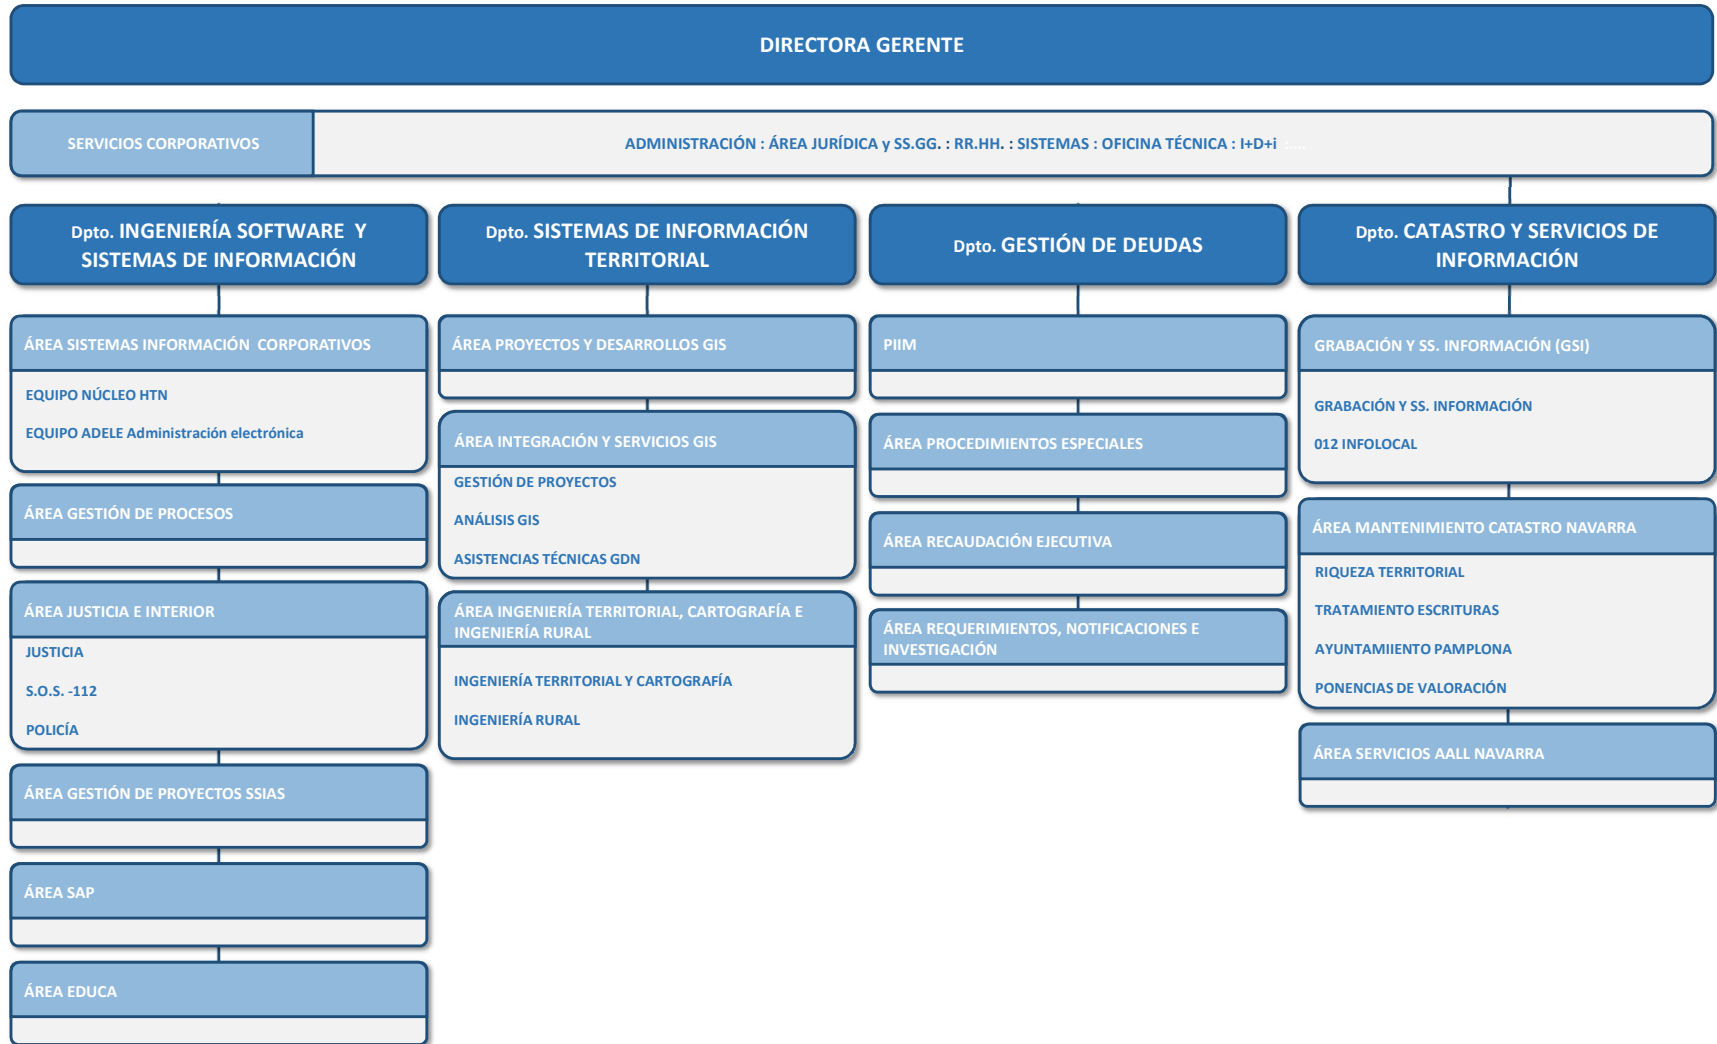 DIRECTORA GERENTE
SERVICIOS CORPORATIVOS
ADMINISTRACIÓN : ÁREA JURÍDICA y SS.GG. : RR.HH. : SISTEMAS : OFICINA TÉCNICA : I+D+i :....
Dpto. INGENIERÍA SOFTWARE Y
SISTEMAS DE INFORMACIÓN
ÁREA SISTEMAS INFORMACIÓN CORPORATIVOS
EQUIPO NÚCLEO HTN
EQUIPO ADELE Administración electrónica
ÁREA GESTIÓN DE PROCESOS
ÁREA JUSTICIA E INTERIOR
JUSTICIA
S.O.S. -112
POLICÍA
ÁREA GESTIÓN DE PROYECTOS SSIAS
ÁREA SAP
ÁREA EDUCA
Dpto. SISTEMAS DE INFORMACIÓN
TERRITORIAL
ÁREA PROYECTOS Y DESARROLLOS GIS
ÁREA INTEGRACIÓN Y SERVICIOS GIS
GESTIÓN DE PROYECTOS
ANÁLISIS GIS
ASISTENCIAS TÉCNICAS GDN
ÁREA INGENIERÍA TERRITORIAL, CARTOGRAFÍA E
INGENIERÍA RURAL
INGENIERÍA TERRITORIAL Y CARTOGRAFÍA
INGENIERÍA RURAL
Dpto. GESTIÓN DE DEUDAS
PIIM
ÁREA PROCEDIMIENTOS ESPECIALES
ÁREA RECAUDACIÓN EJECUTIVA
ÁREA REQUERIMIENTOS, NOTIFICACIONES E
INVESTIGACIÓN
Dpto. CATASTRO Y SERVICIOS DE
INFORMACIÓN
GRABACIÓN Y SS. INFORMACIÓN (GSI)
GRABACIÓN Y SS. INFORMACIÓN
012 INFOLOCAL
ÁREA MANTENIMIENTO CATASTRO NAVARRA
RIQUEZA TERRITORIAL
TRATAMIENTO ESCRITURAS
AYUNTAMIIENTO PAMPLONA
PONENCIAS DE VALORACIÓN
ÁREA SERVICIOS AALL NAVARRA